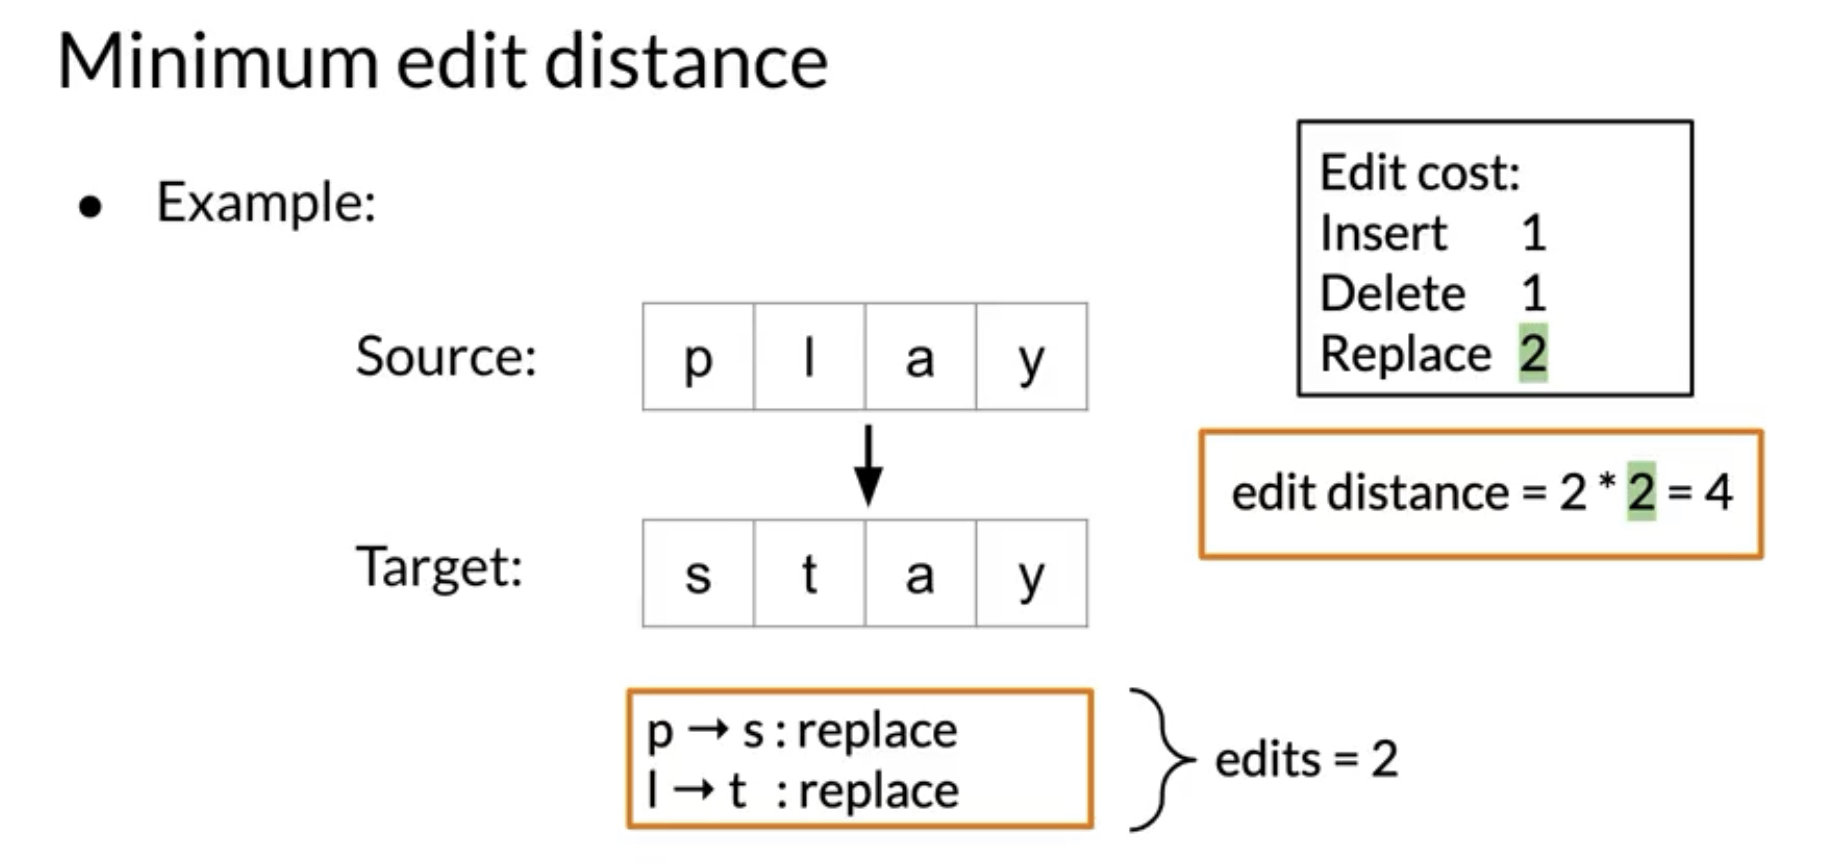 Minimum edit distance
● Example:
Edit cost:
Insert 1
Delete 1
Replace 2
Source: p l a y
edit distance = 2 * 2 = 4
Target: s t a y
p → s : replace
l → t : replace
edits = 2